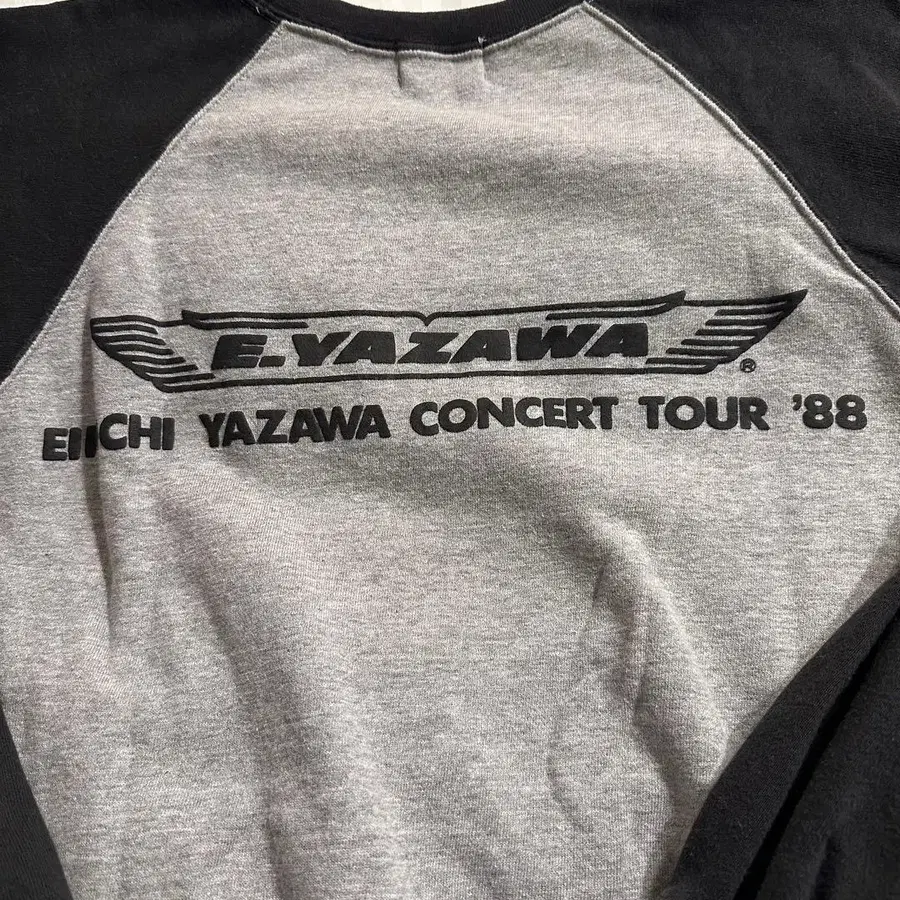 E.YAZAWA ®
EIICHI YAZAWA CONCERT TOUR '88